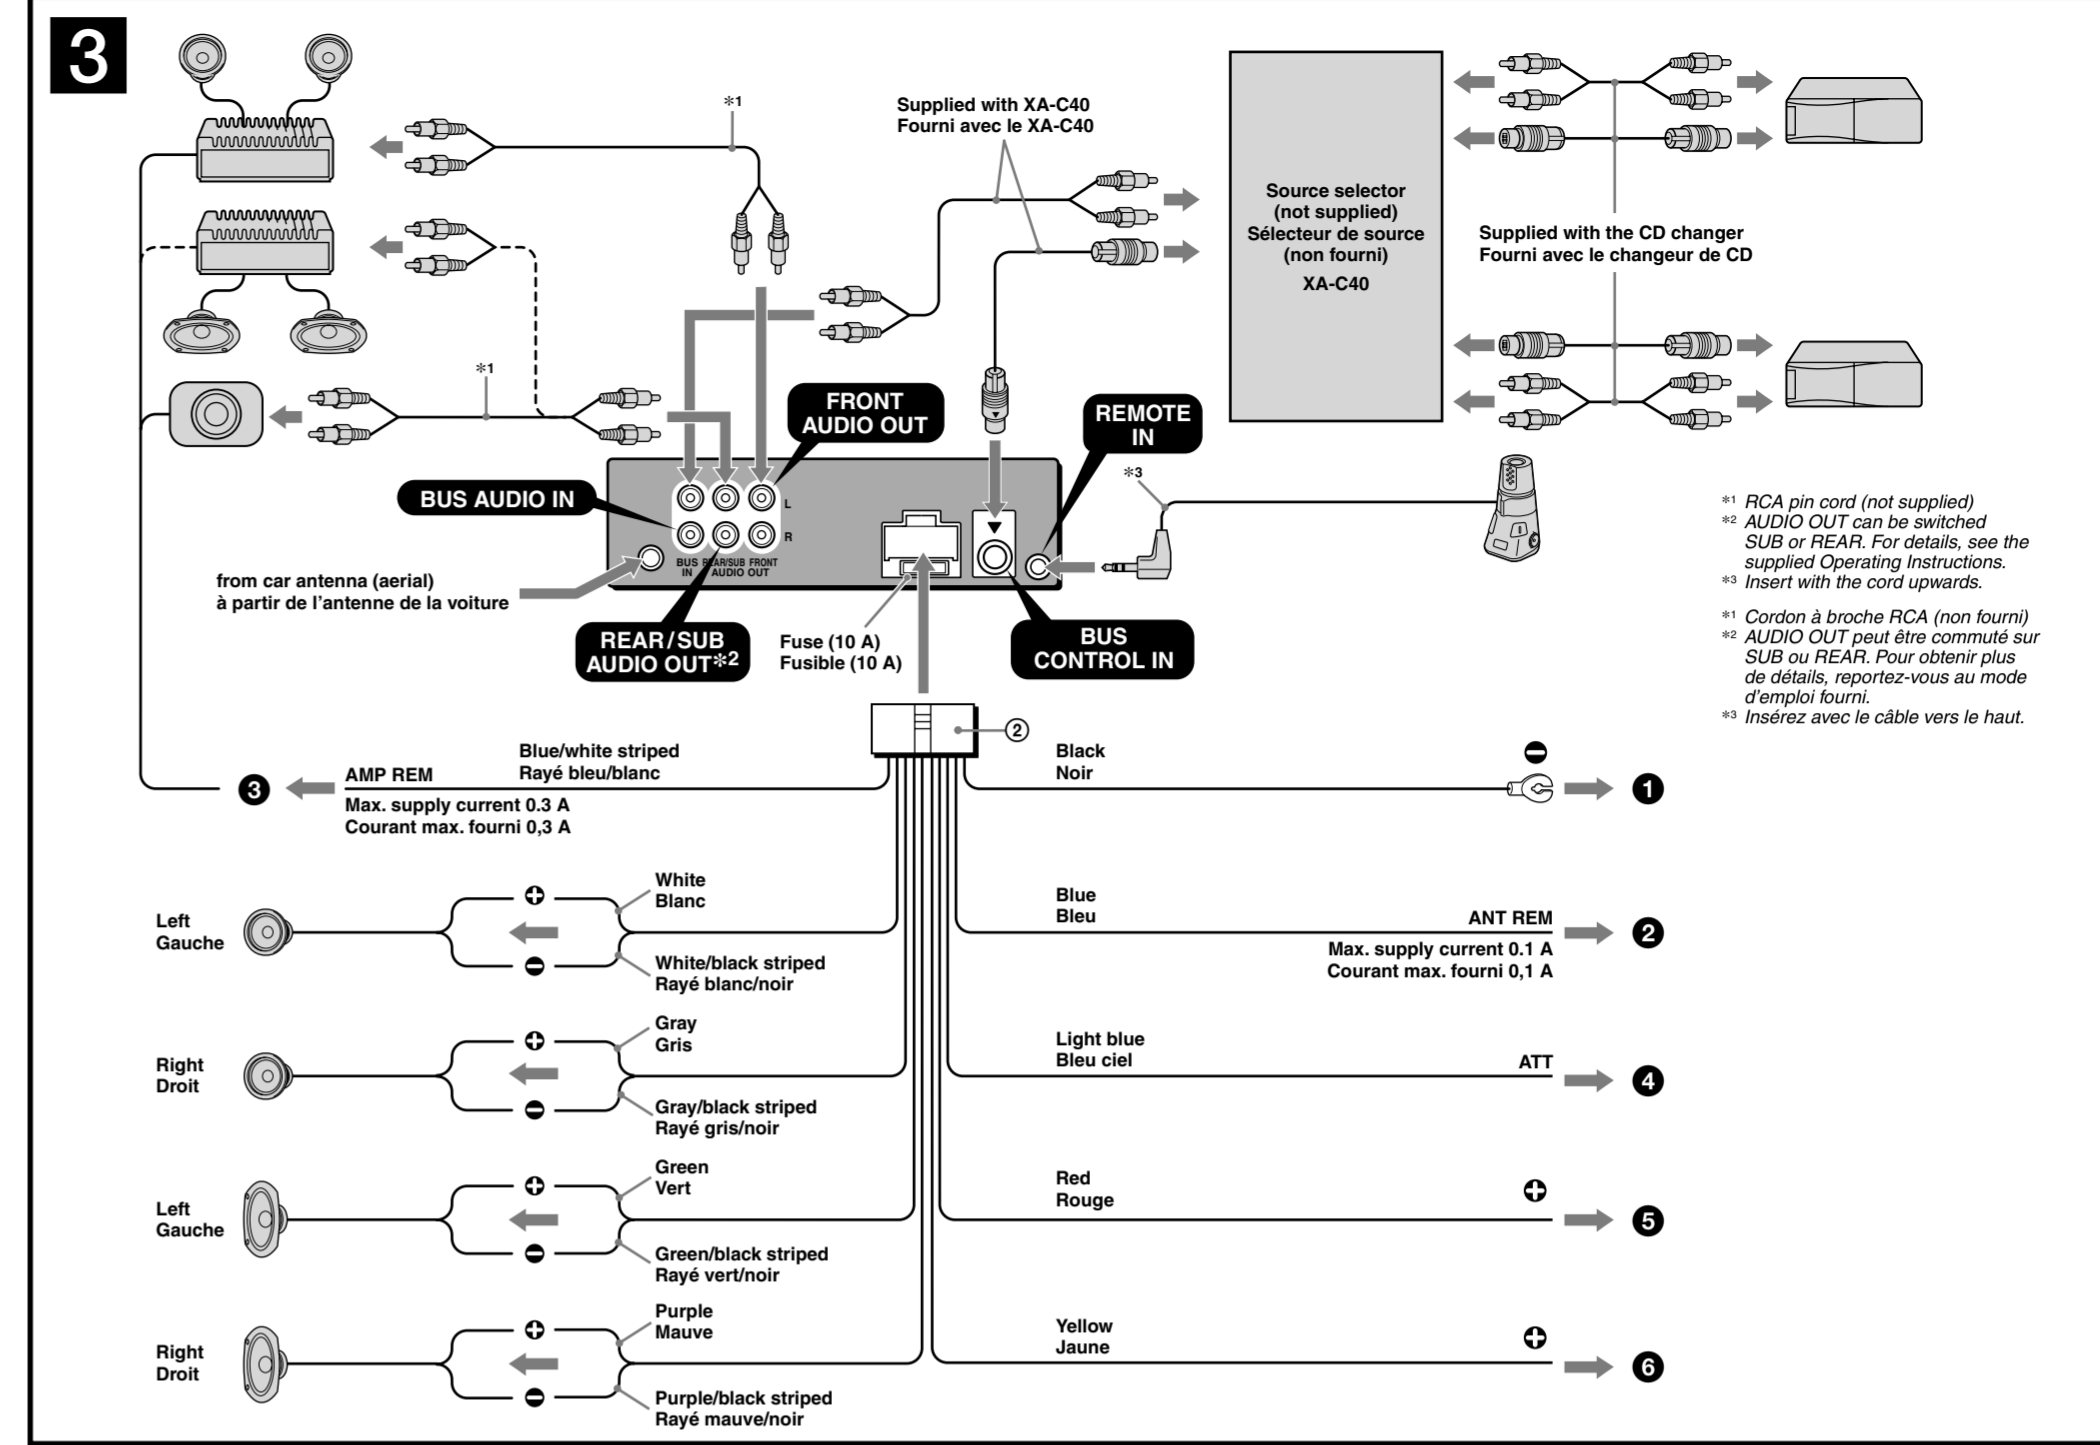 3
*1
Supplied with XA-C40
Fourni avec le XA-C40
Source selector
(not supplied)
Sélecteur de source
(non fourni)
XA-C40
Supplied with the CD changer
Fourni avec le changeur de CD
*1
FRONT
AUDIO OUT
REMOTE
IN
*3
BUS AUDIO IN
L
R
BUS REAR/SUB FRONT
IN AUDIO OUT
from car antenna (aerial)
à partir de l'antenne de la voiture
REAR/SUB
AUDIO OUT*2
Fuse (10 A)
Fusible (10 A)
BUS
CONTROL IN
*1 RCA pin cord (not supplied)
*2 AUDIO OUT can be switched
SUB or REAR. For details, see the
supplied Operating Instructions.
*3 Insert with the cord upwards.
*1 Cordon à broche RCA (non fourni)
*2 AUDIO OUT peut être commuté sur
SUB ou REAR. Pour obtenir plus
de détails, reportez-vous au mode
d'emploi fourni.
*3 Insérez avec le câble vers le haut.
②
❸
AMP REM
Blue/white striped
Rayé bleu/blanc
Max. supply current 0.3 A
Courant max. fourni 0,3 A
Black
Noir
❶
Left
Gauche
White
Blanc
White/black striped
Rayé blanc/noir
Blue
Bleu
ANT REM
Max. supply current 0.1 A
Courant max. fourni 0,1 A
❷
Right
Droit
Gray
Gris
Gray/black striped
Rayé gris/noir
Light blue
Bleu ciel
ATT
❹
Left
Gauche
Green
Vert
Green/black striped
Rayé vert/noir
Red
Rouge
❺
Right
Droit
Purple
Mauve
Purple/black striped
Rayé mauve/noir
Yellow
Jaune
❻